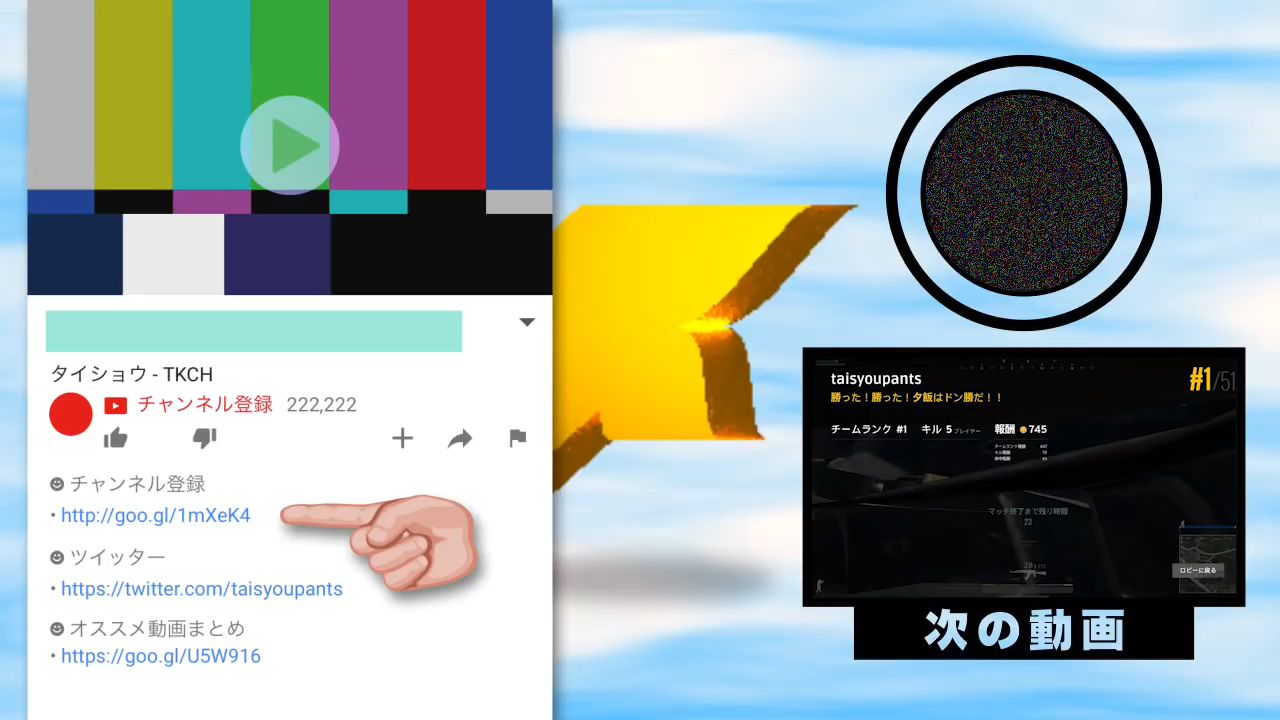 タイショウ - TKCH
チャンネル登録 222,222
チャンネル登録
・http://goo.gl/1mXeK4
ツイッター
・https://twitter.com/taisyoupants
オススメ動画まとめ
・https://goo.gl/U5W916
taisyoupants
#1/51
勝った！勝った！夕飯はドン勝だ！！
チームランク #1 キル 5 プレイヤー 報酬 745
マッチ終了まで残り時間
23
ロビーに戻る
次の動画